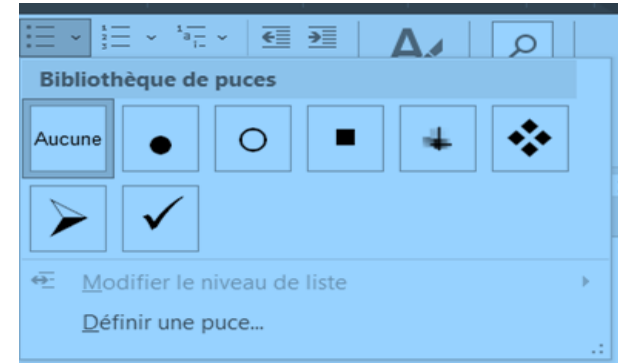 Bibliothèque de puces
Aucune
Modifier le niveau de liste
Définir une puce...